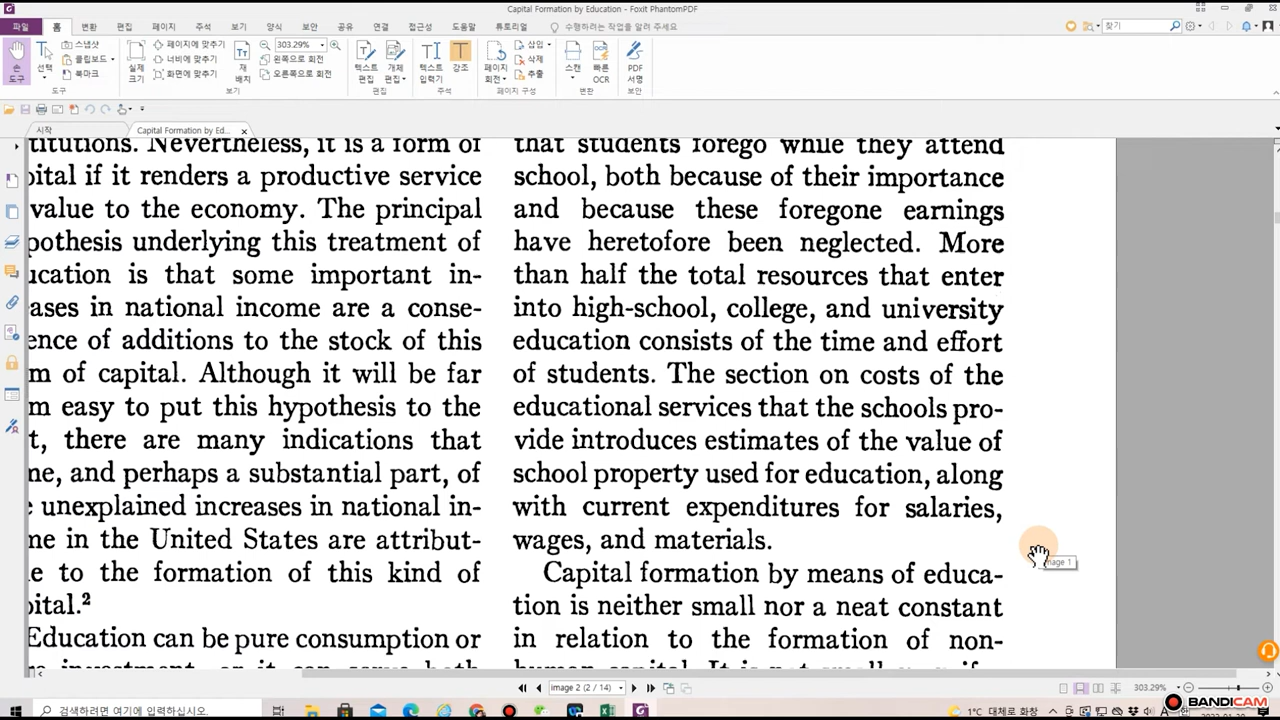 Capital Formation by Education - Foxit PhantomPDF
파일 홈 변환 편집 페이지 주석 보기 양식 보안 공유 연결 접근성 도움말 튜토리얼 수행하려는 작업을 알려 주세요 찾기
손 도구 선택 스냅샷 클립보드 북마크 도구
실제 크기 페이지에 맞추기 너비에 맞추기 화면에 맞추기 재 배치 303.29% 왼쪽으로 회전 오른쪽으로 회전 보기
텍스트 편집 개체 편집 편집 텍스트 입력기 강조 주석 페이지 회전 삽입 삭제 추출 페이지 구성 스캔 빠른 OCR 변환 PDF 서명 보안
시작 Capital Formation by Ed...
titutions. Nevertheless, it is a form of
pital if it renders a productive service
value to the economy. The principal
pothesis underlying this treatment of
ucation is that some important in-
ases in national income are a conse-
ence of additions to the stock of this
m of capital. Although it will be far
m easy to put this hypothesis to the
t, there are many indications that
me, and perhaps a substantial part, of
e unexplained increases in national in-
me in the United States are attribut-
e to the formation of this kind of
pital.²
Education can be pure consumption or
that students forego while they attend
school, both because of their importance
and because these foregone earnings
have heretofore been neglected. More
than half the total resources that enter
into high-school, college, and university
education consists of the time and effort
of students. The section on costs of the
educational services that the schools pro-
vide introduces estimates of the value of
school property used for education, along
with current expenditures for salaries,
wages, and materials.
Capital formation by means of educa-
tion is neither small nor a neat constant
in relation to the formation of non-
image 2 (2 / 14)
303.29%
검색하려면 여기에 입력하십시오.
1°C 대체로 화창
BANDICAM